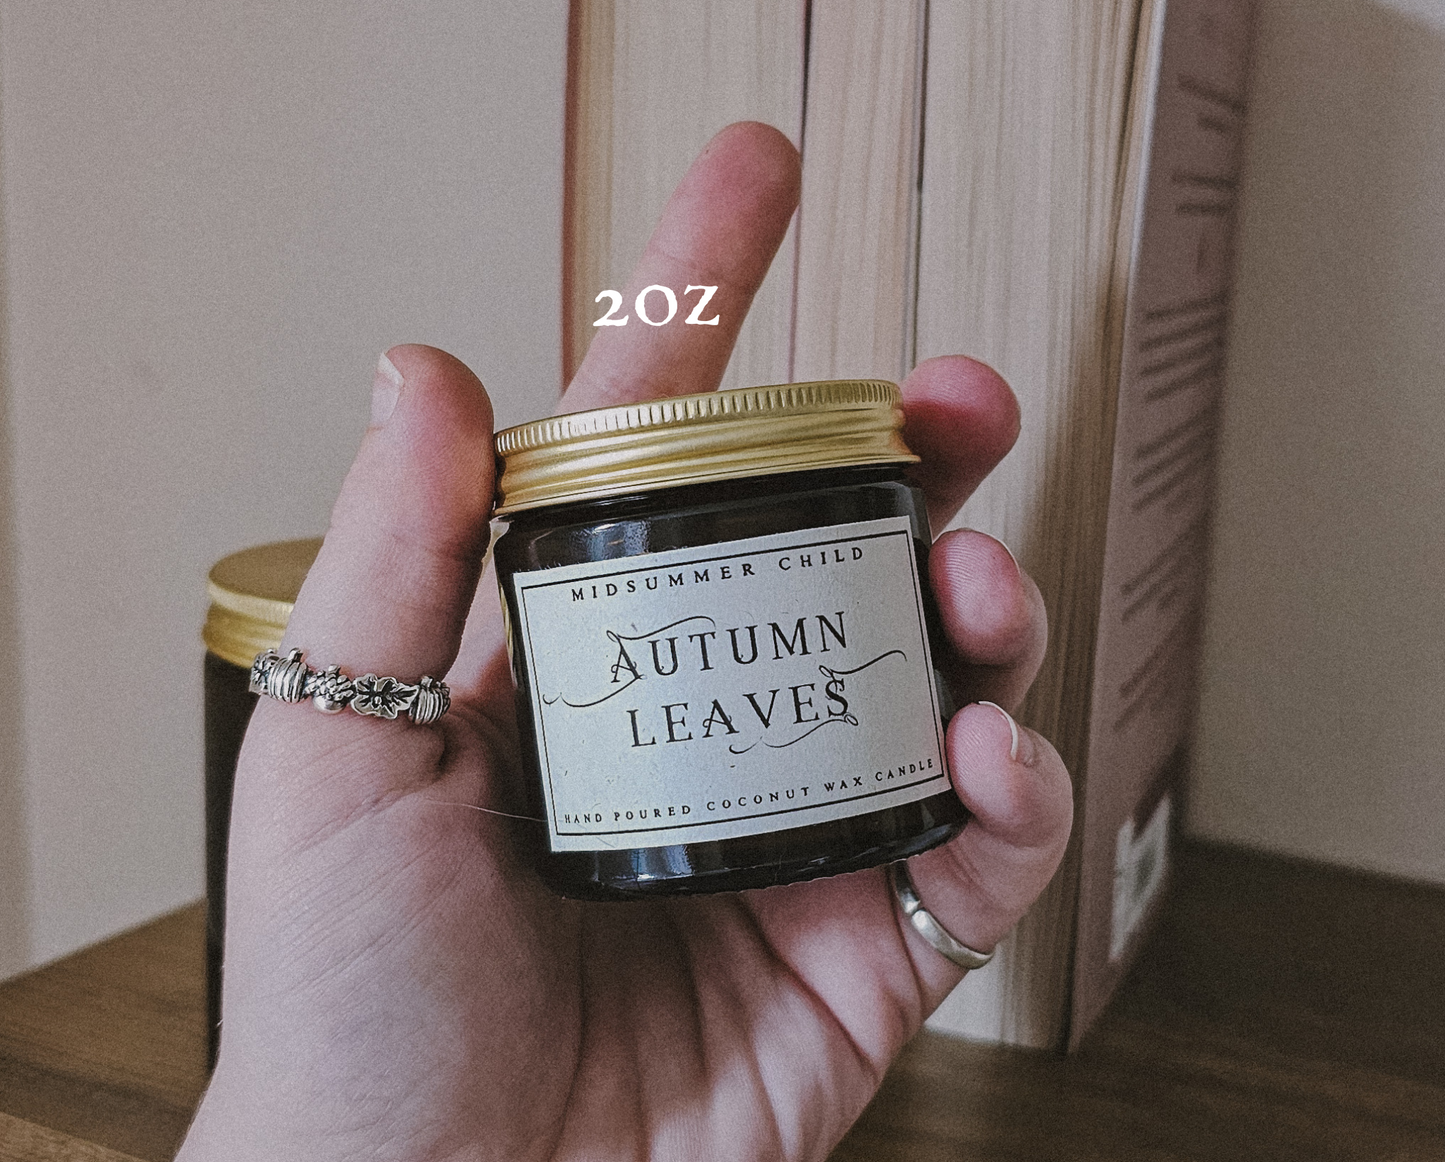 2OZ
MIDSUMMER CHILD
AUTUMN
LEAVES
HAND POURED COCONUT WAX CANDLE